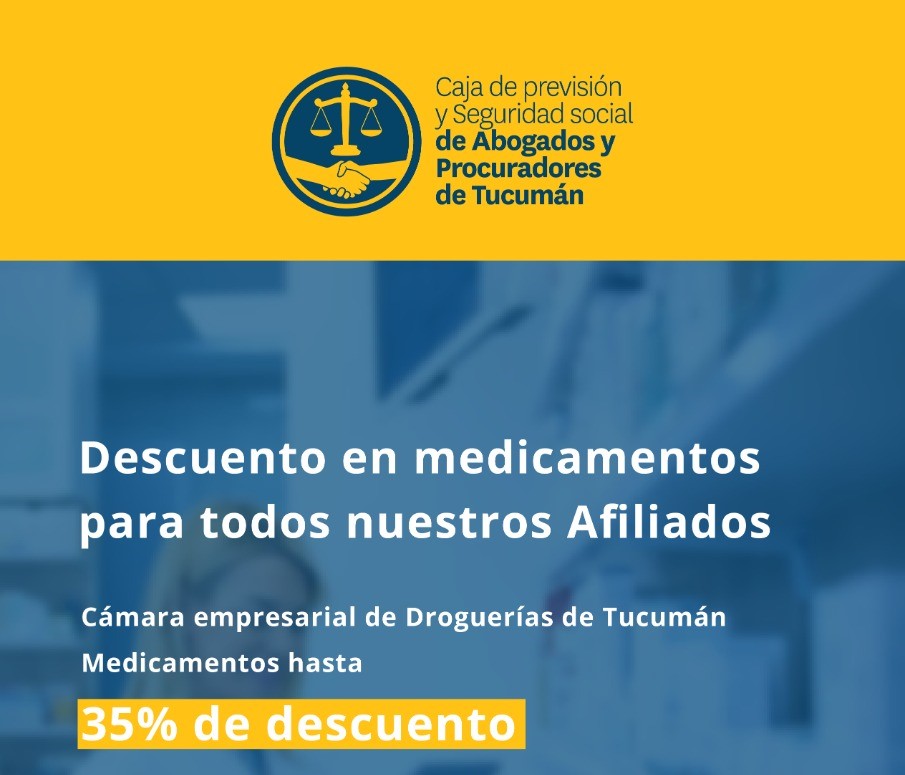 Caja de previsión
y Seguridad social
de Abogados y
Procuradores
de Tucumán
Descuento en medicamentos
para todos nuestros Afiliados
Cámara empresarial de Droguerías de Tucumán
Medicamentos hasta
35% de descuento